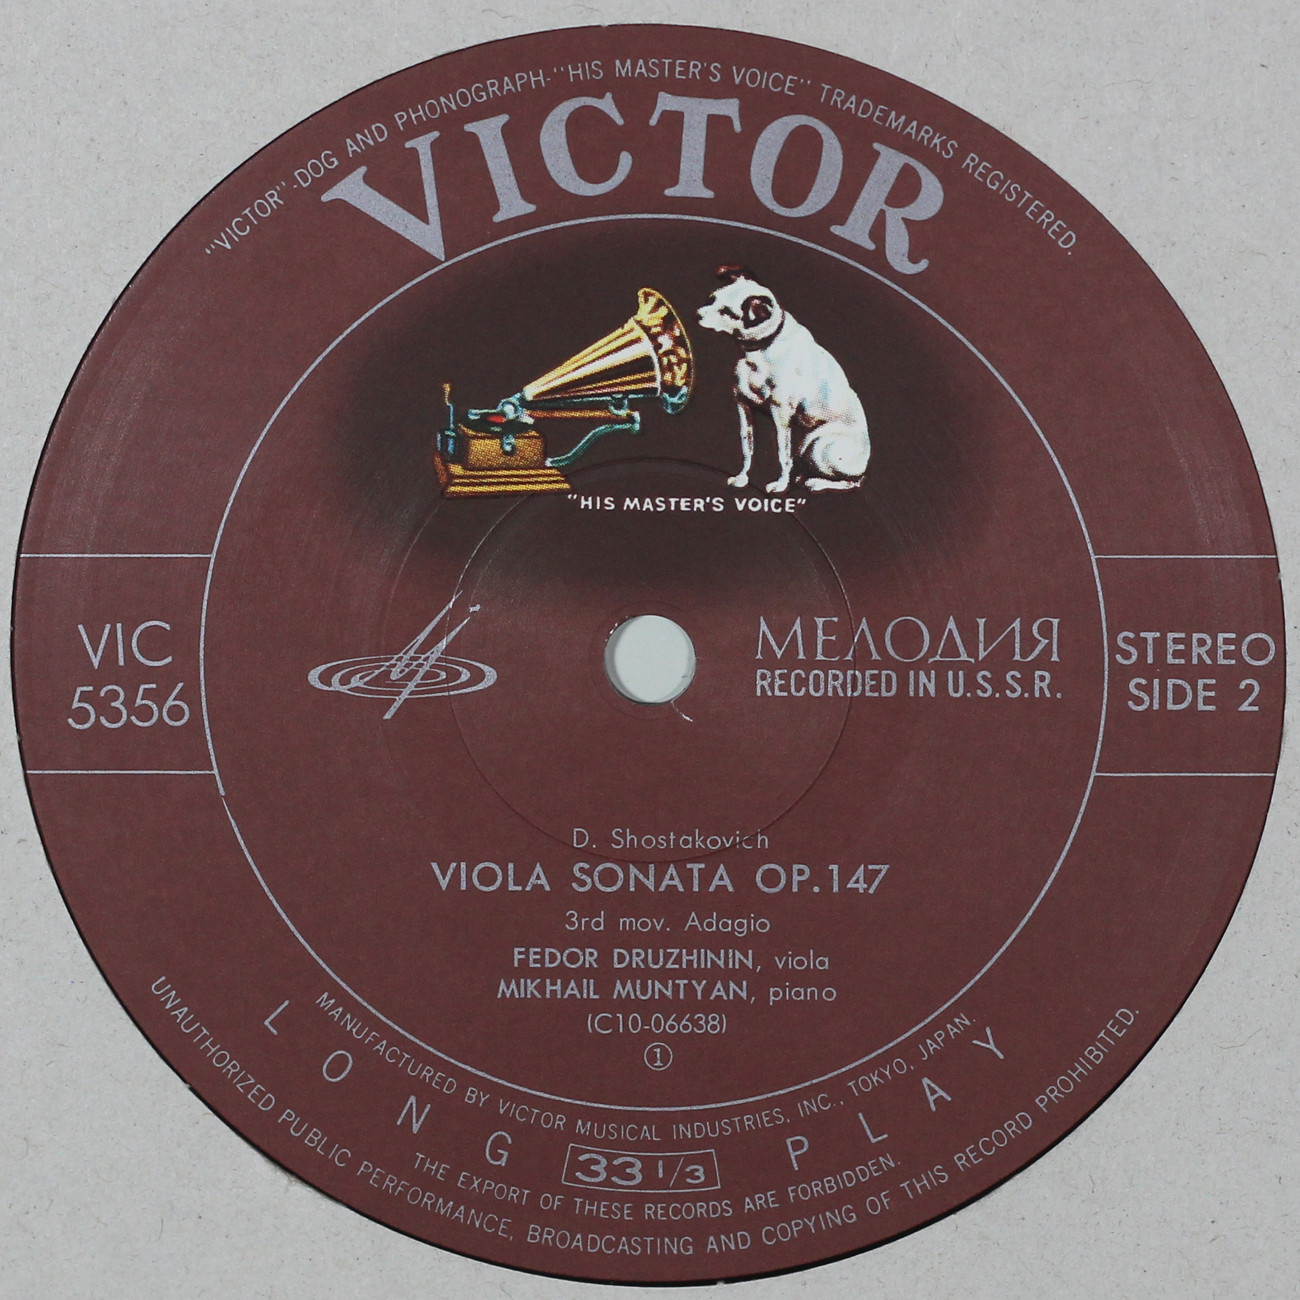 "VICTOR"-DOG AND PHONOGRAPH-"HIS MASTER'S VOICE" TRADEMARKS REGISTERED.
VICTOR
"HIS MASTER'S VOICE"
VIC
5356
МЕЛОДИЯ
RECORDED IN U.S.S.R.
STEREO
SIDE 2
D. Shostakovich
VIOLA SONATA OP.147
3rd mov. Adagio
FEDOR DRUZHININ, viola
MIKHAIL MUNTYAN, piano
(C10-06638)
①
MANUFACTURED BY VICTOR MUSICAL INDUSTRIES, INC., TOKYO, JAPAN.
LONG 33 1/3 PLAY
THE EXPORT OF THESE RECORDS ARE FORBIDDEN.
UNAUTHORIZED PUBLIC PERFORMANCE, BROADCASTING AND COPYING OF THIS RECORD PROHIBITED.